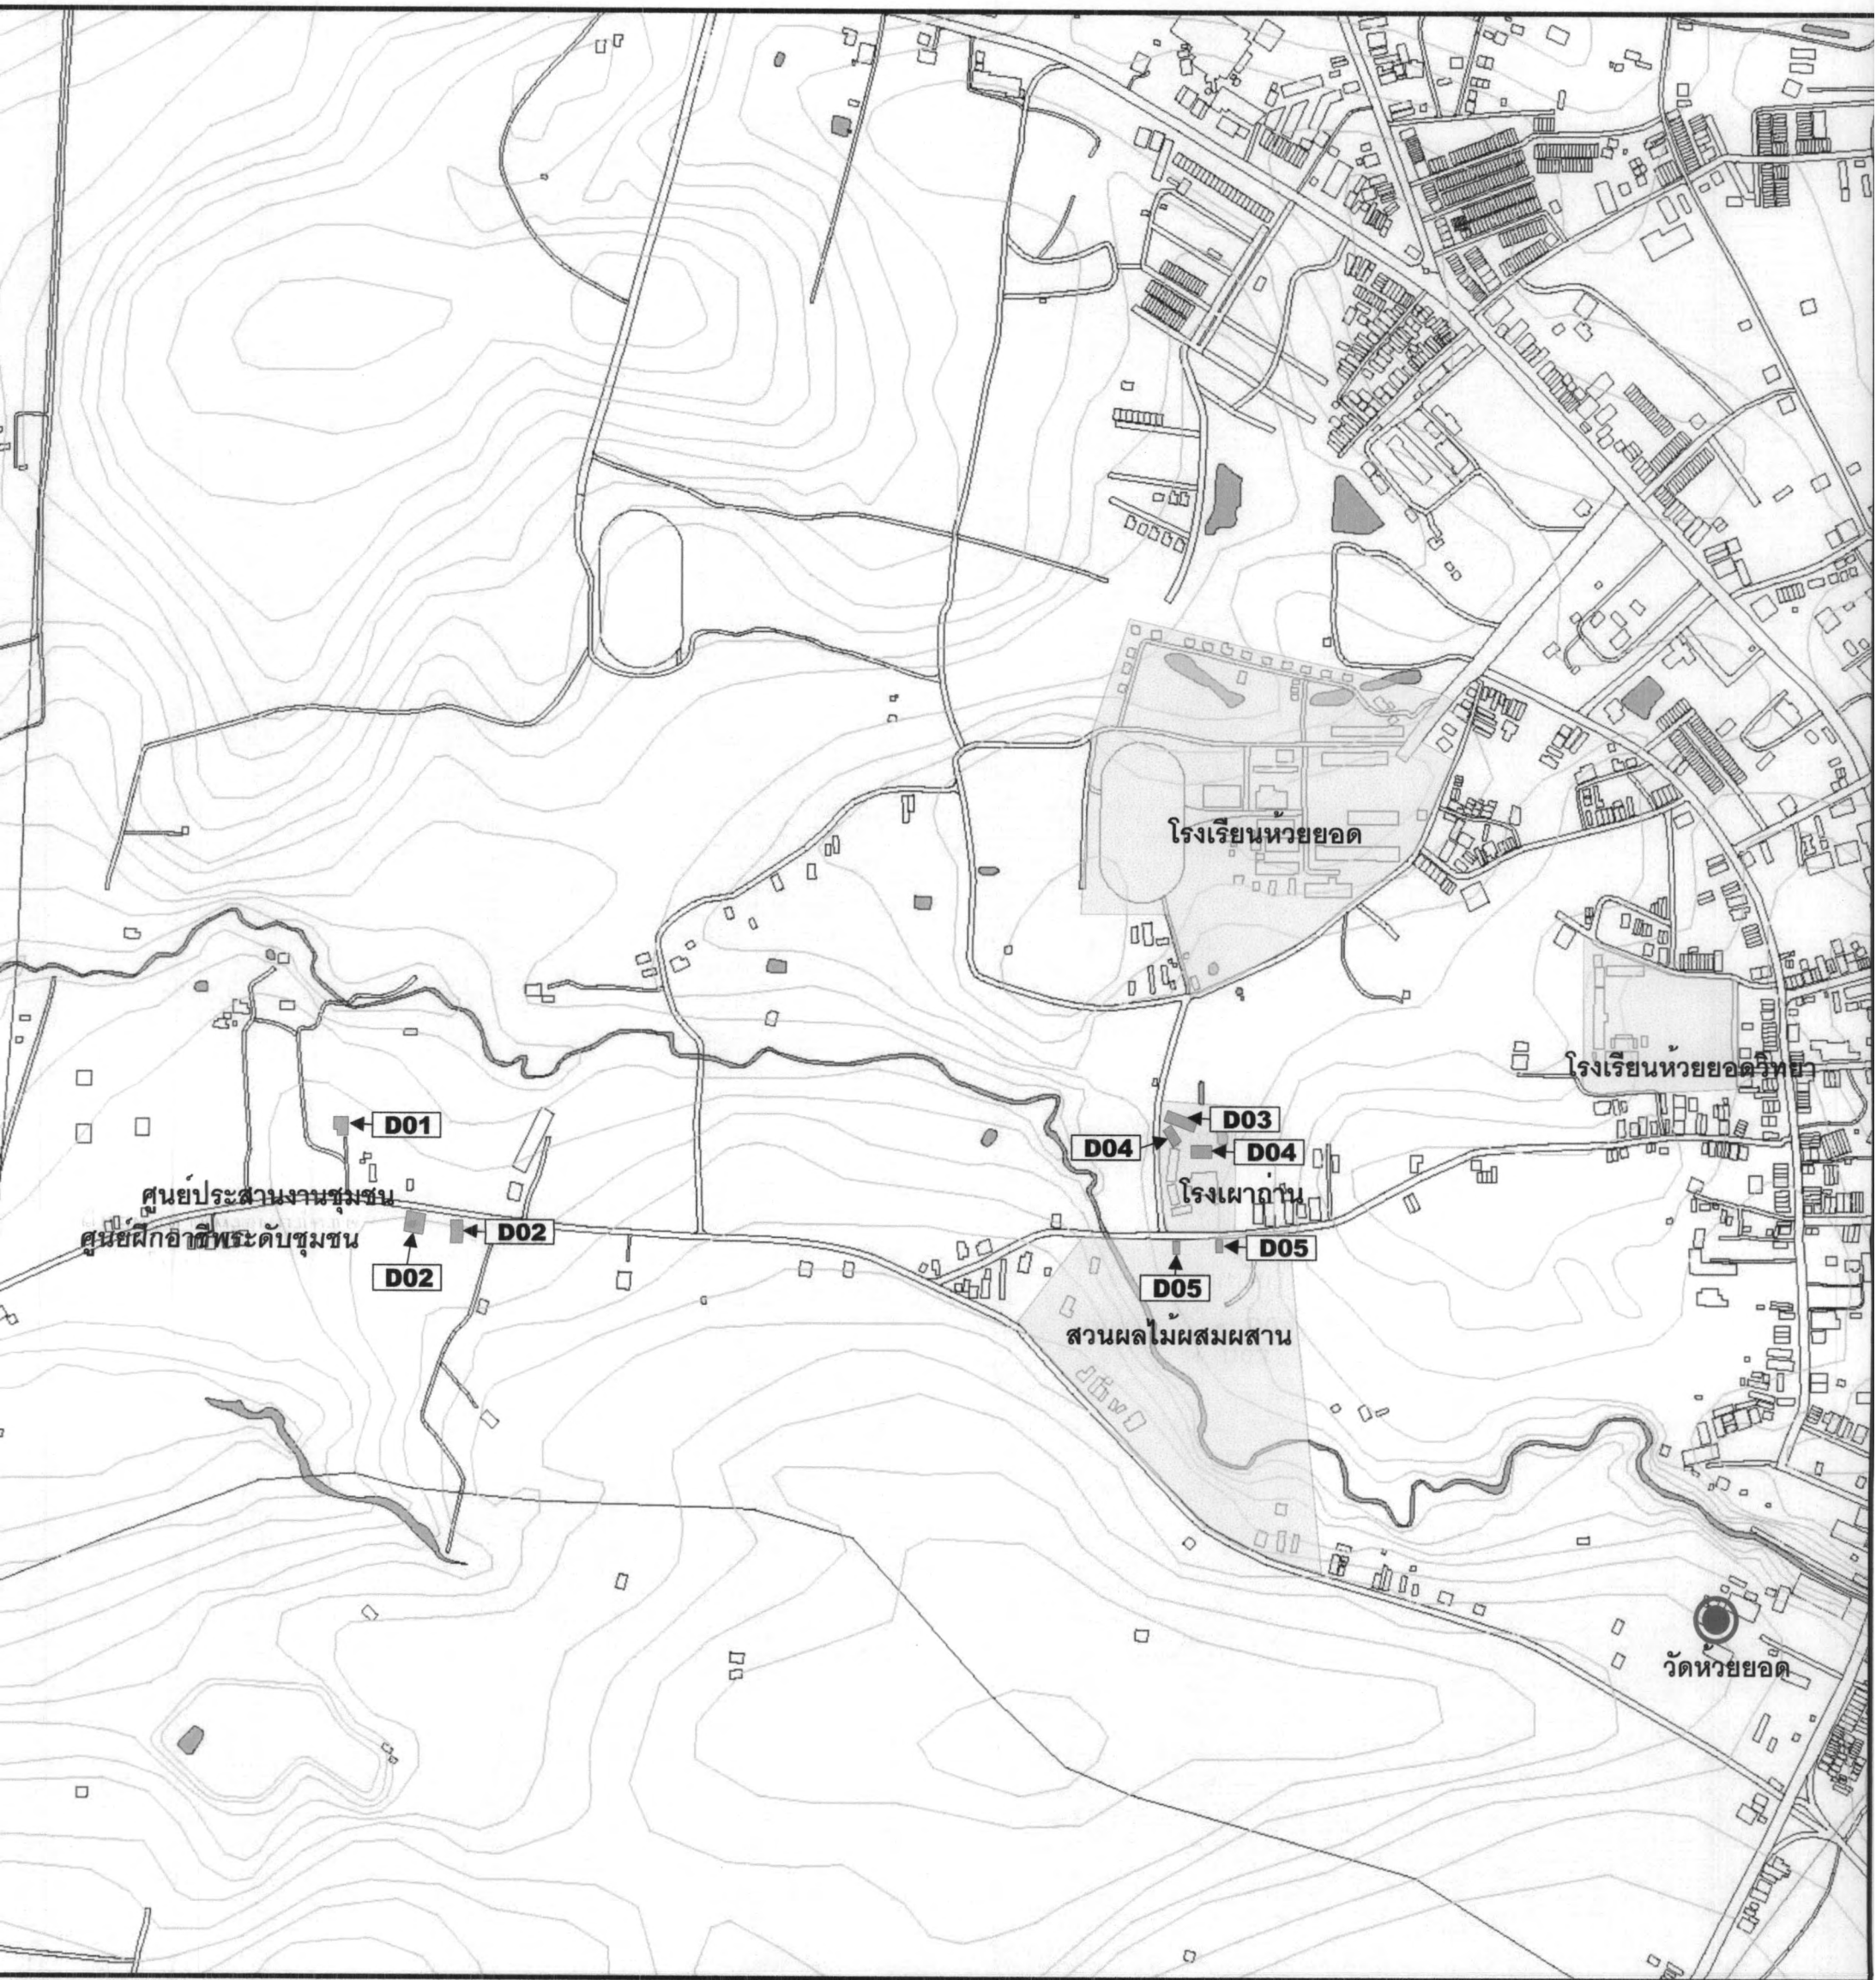 โรงเรียนห้วยยอด
โรงเรียนห้วยยอดวิทยา
D01
D03
D04
D04
ศูนย์ประสานงานชุมชน
โรงเผาถ่าน
D02
ศูนย์ฝึกอาชีพระดับชุมชน
D05
D02
D05
สวนผลไม้ผสมผสาน
วัดห้วยยอด